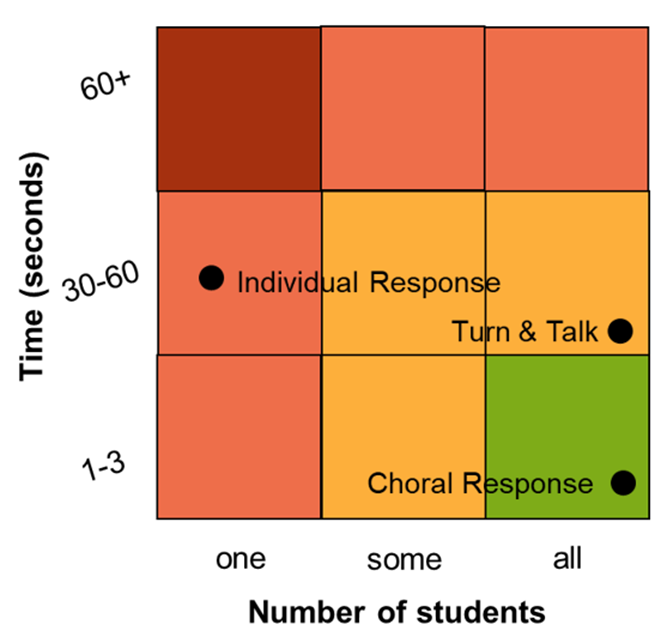 60+
30-60
1-3
Time (seconds)
Individual Response
Turn & Talk
Choral Response
one
some
all
Number of students